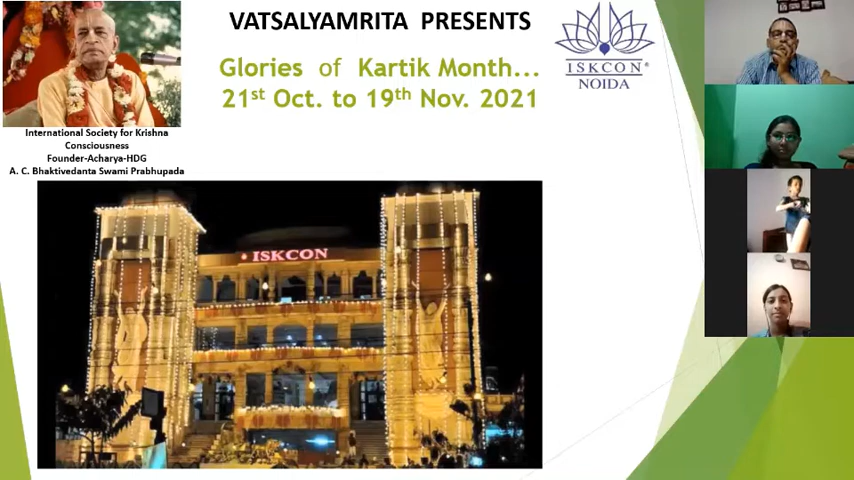 VATSALYAMRITA PRESENTS
Glories of Kartik Month...
21st Oct. to 19th Nov. 2021
ISKCON®
NOIDA
International Society for Krishna
Consciousness
Founder-Acharya-HDG
A. C. Bhaktivedanta Swami Prabhupada
ISKCON